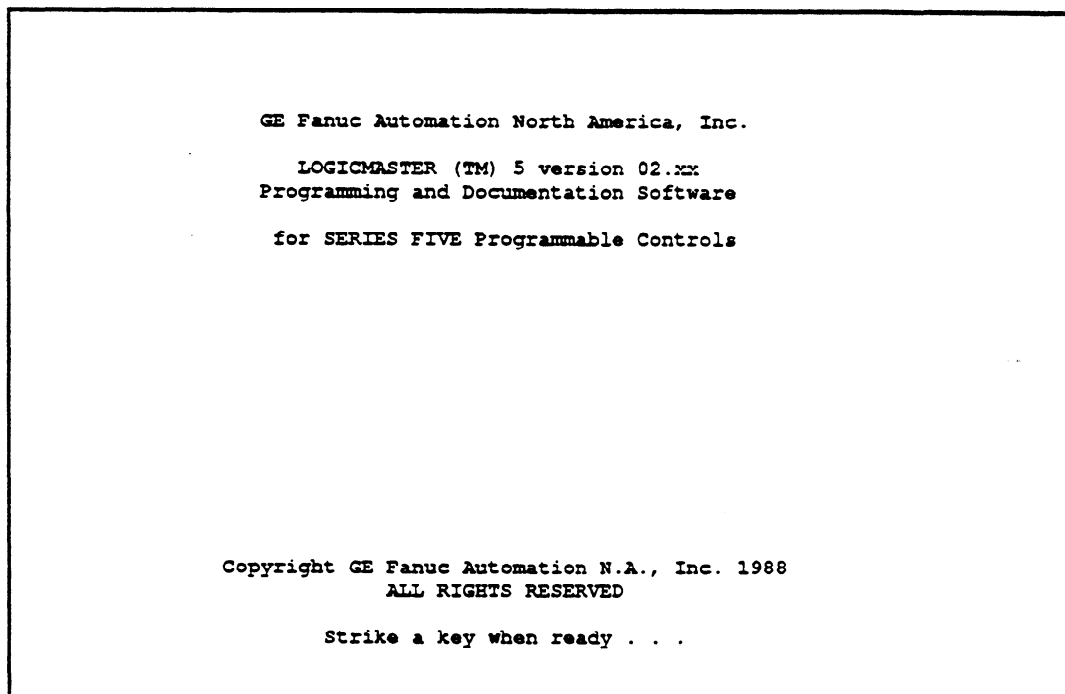 GE Fanuc Automation North America, Inc.
LOGICMASTER (TM) 5 version 02.xx
Programming and Documentation Software
for SERIES FIVE Programmable Controls
Copyright GE Fanuc Automation N.A., Inc. 1988
ALL RIGHTS RESERVED
Strike a key when ready . . .